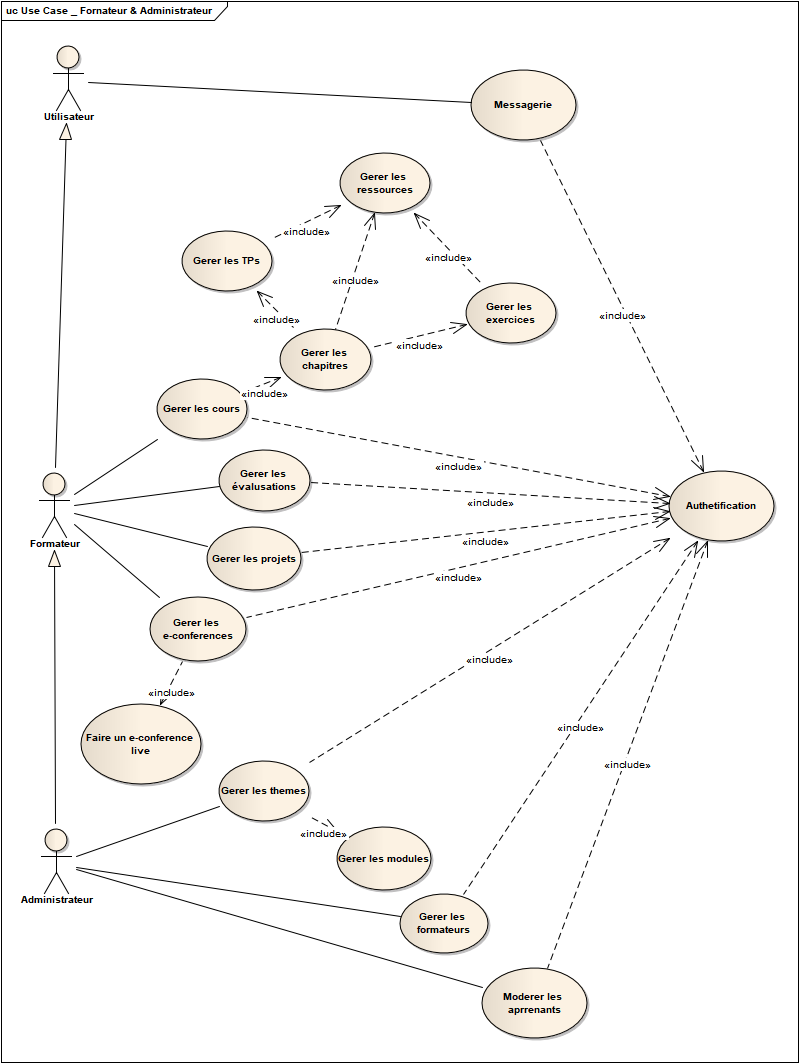 uc Use Case _ Fornateur & Administrateur
Utilisateur
Messagerie
Gerer les
ressources
«include»
Gerer les TPs
«include»
«include»
Gerer les
exercices
«include»
«include»
«include»
Gerer les
chapitres
«include»
Gerer les cours
«include»
Gerer les
évalusations
«include»
Authetification
Formateur
«include»
Gerer les projets
«include»
Gerer les
e-conferences
«include»
«include»
Faire un e-conference
live
«include»
«include»
Gerer les themes
«include»
Gerer les modules
Administrateur
Gerer les
formateurs
Moderer les
aprrenants